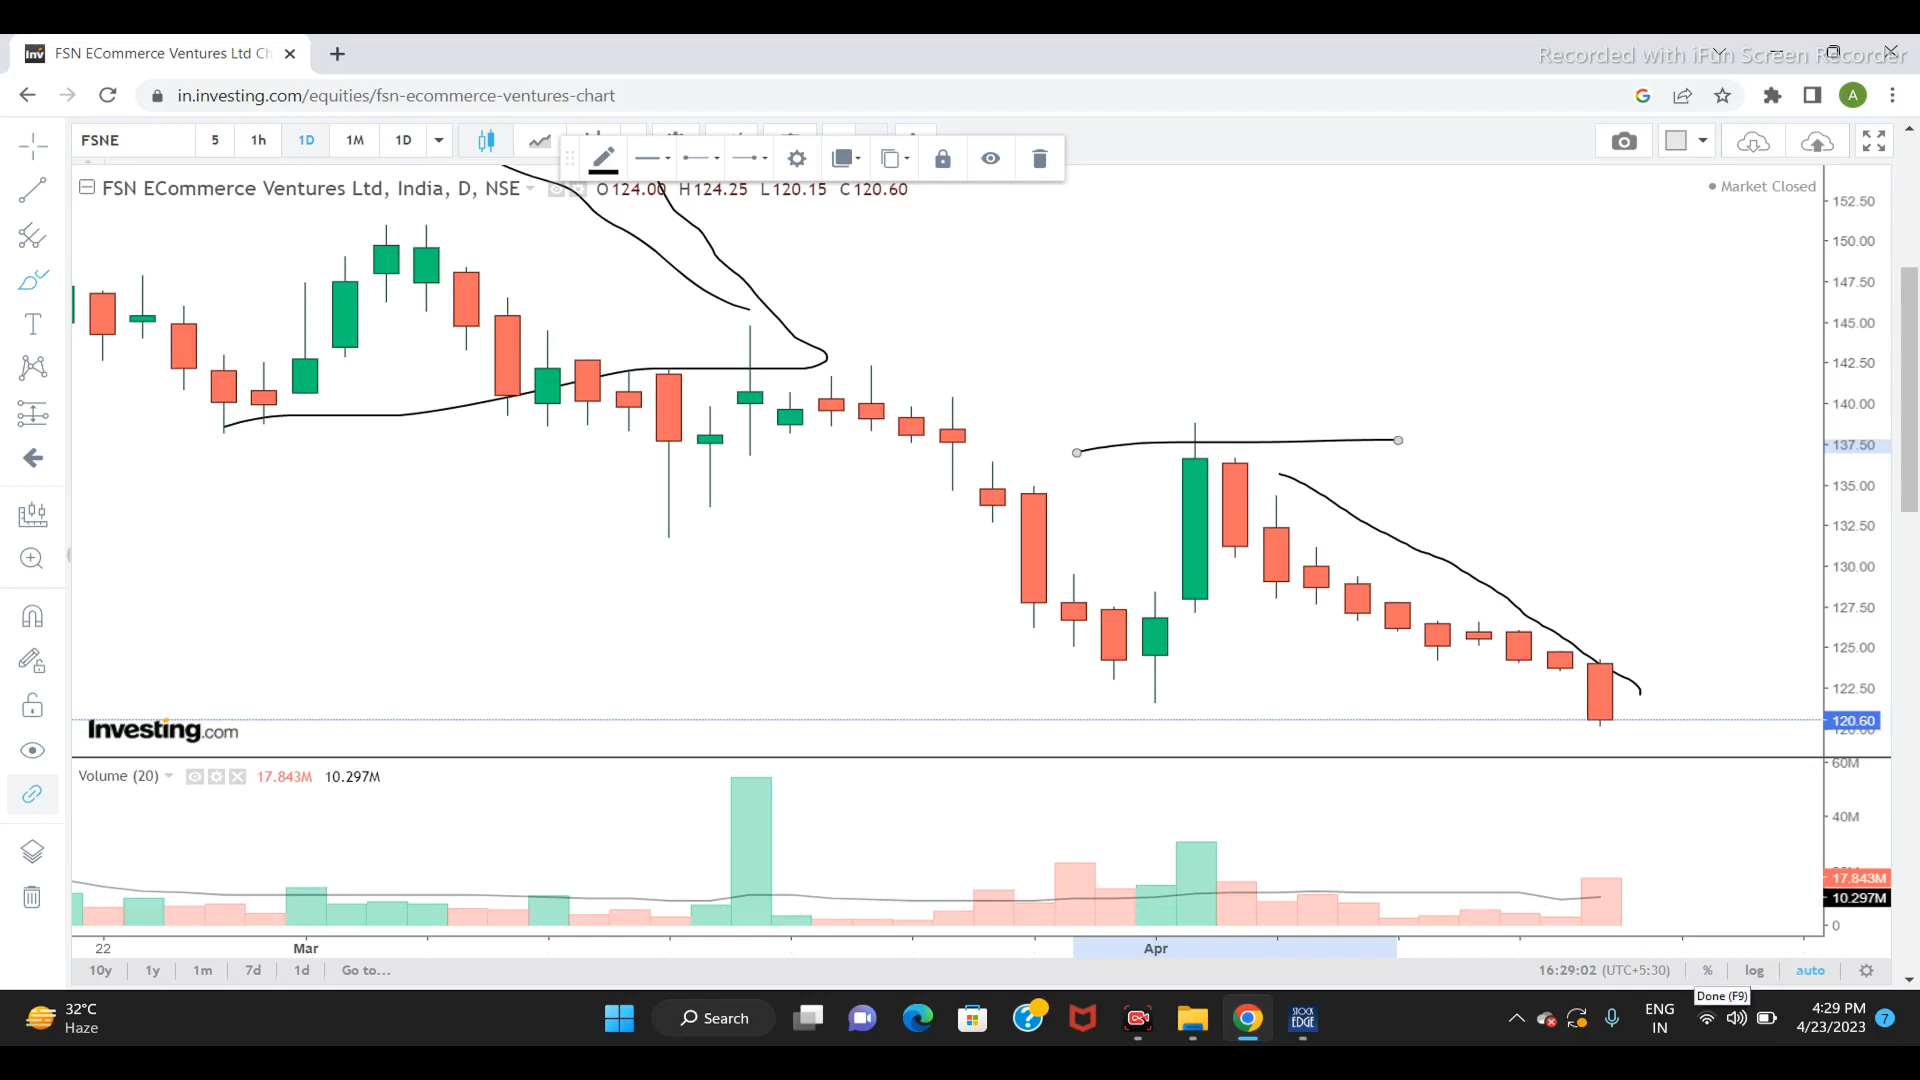 FSN ECommerce Ventures Ltd Ch
Recorded with iFun Screen Recorder
in.investing.com/equities/fsn-ecommerce-ventures-chart
A
FSNE 5 1h 1D 1M 1D
FSN ECommerce Ventures Ltd, India, D, NSE O124.00 H124.25 L120.15 C120.60
Market Closed
152.50
150.00
147.50
145.00
142.50
140.00
137.50
135.00
132.50
130.00
127.50
125.00
122.50
120.60
120.00
Investing.com
Volume (20) 17.843M 10.297M
60M
40M
17.843M
10.297M
0
22 Mar Apr
10y 1y 1m 7d 1d Go to... 16:29:02 (UTC+5:30) % log auto
Done (F9)
32°C
Haze
Search
STOCK
EDGE
ENG
IN
4:29 PM
4/23/2023
7